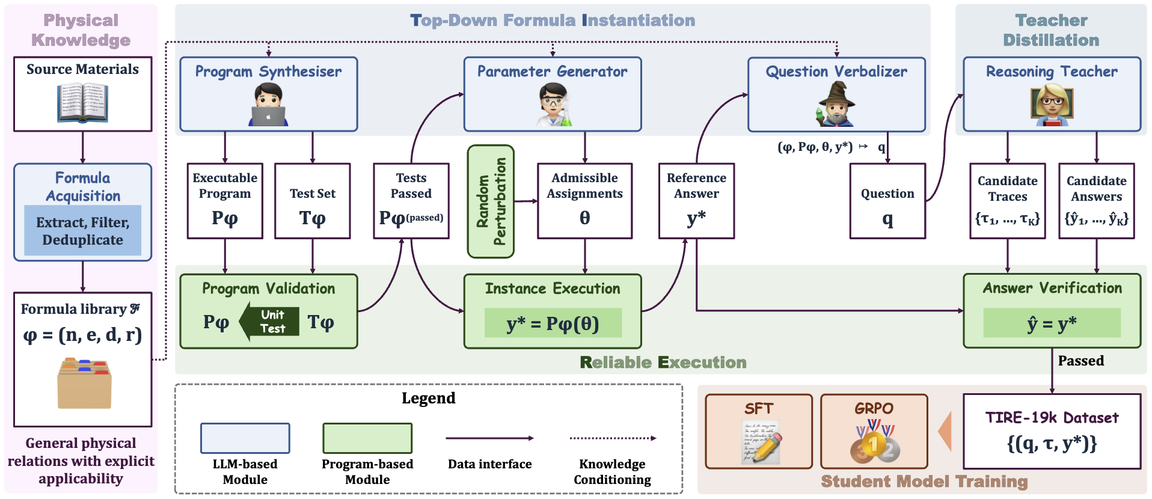 Physical
Knowledge
Source Materials
Formula
Acquisition
Extract, Filter,
Deduplicate
Formula library ℱ
φ = (n, e, d, r)
General physical
relations with explicit
applicability
Top-Down Formula Instantiation
Program Synthesiser
Parameter Generator
Question Verbalizer
(φ, Pφ, θ, y*) ↦ q
Executable
Program
Pφ
Test Set
Tφ
Tests
Passed
Pφ(passed)
Random
Perturbation
Admissible
Assignments
θ
Reference
Answer
y*
Question
q
Program Validation
Pφ
Unit
Test
Tφ
Instance Execution
y* = Pφ(θ)
Reliable Execution
Teacher
Distillation
Reasoning Teacher
Candidate
Traces
{τ₁, ..., τK}
Candidate
Answers
{ŷ₁, ..., ŷK}
Answer Verification
ŷ = y*
Passed
Legend
LLM-based
Module
Program-based
Module
Data interface
Knowledge
Conditioning
SFT
GRPO
TIRE-19k Dataset
{(q, τ, y*)}
Student Model Training